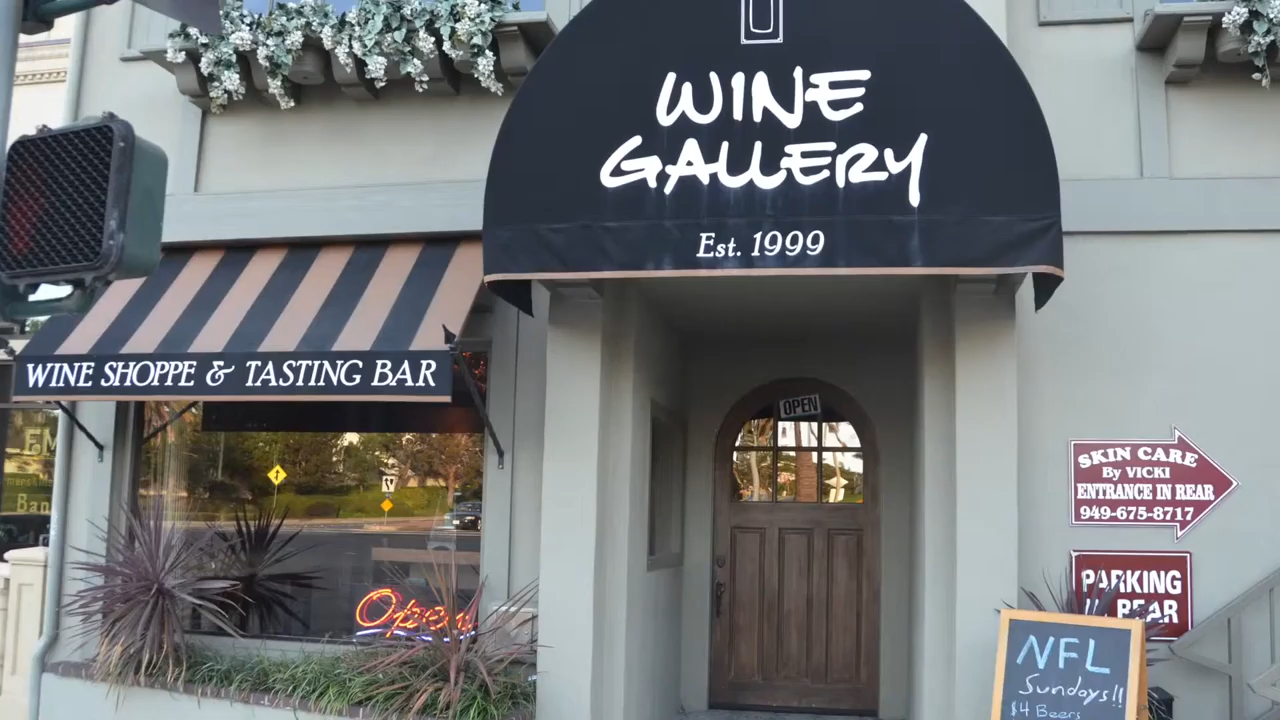 WINE
GALLERY
Est. 1999
WINE SHOPPE & TASTING BAR
OPEN
Open
SKIN CARE
By VICKI
ENTRANCE IN REAR
949-675-8717
PARKING
IN REAR
NFL
Sundays!!
$4 Beers